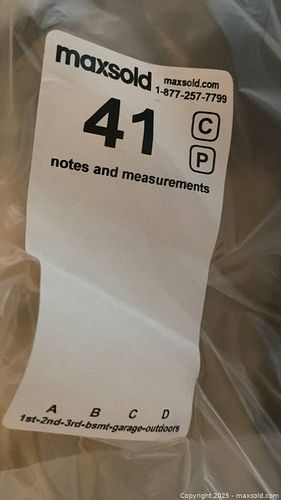 maxsold
maxsold.com
1-877-257-7799
41
C
P
notes and measurements
A B C D
1st-2nd-3rd-bsmt-garage-outdoors
Copyright 2025 - maxsold.com